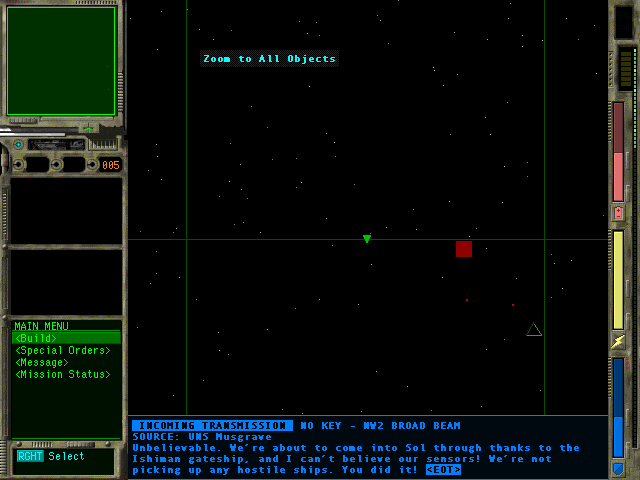 Zoom to All Objects
005
MAIN MENU
<Build>
<Special Orders>
<Message>
<Mission Status>
RGHT Select
INCOMING TRANSMISSION NO KEY - NW2 BROAD BEAM
SOURCE: UNS Musgrave
Unbelievable. We're about to come into Sol through thanks to the
Ishiman gateship, and I can't believe our sensors! We're not
picking up any hostile ships. You did it! <EOT>